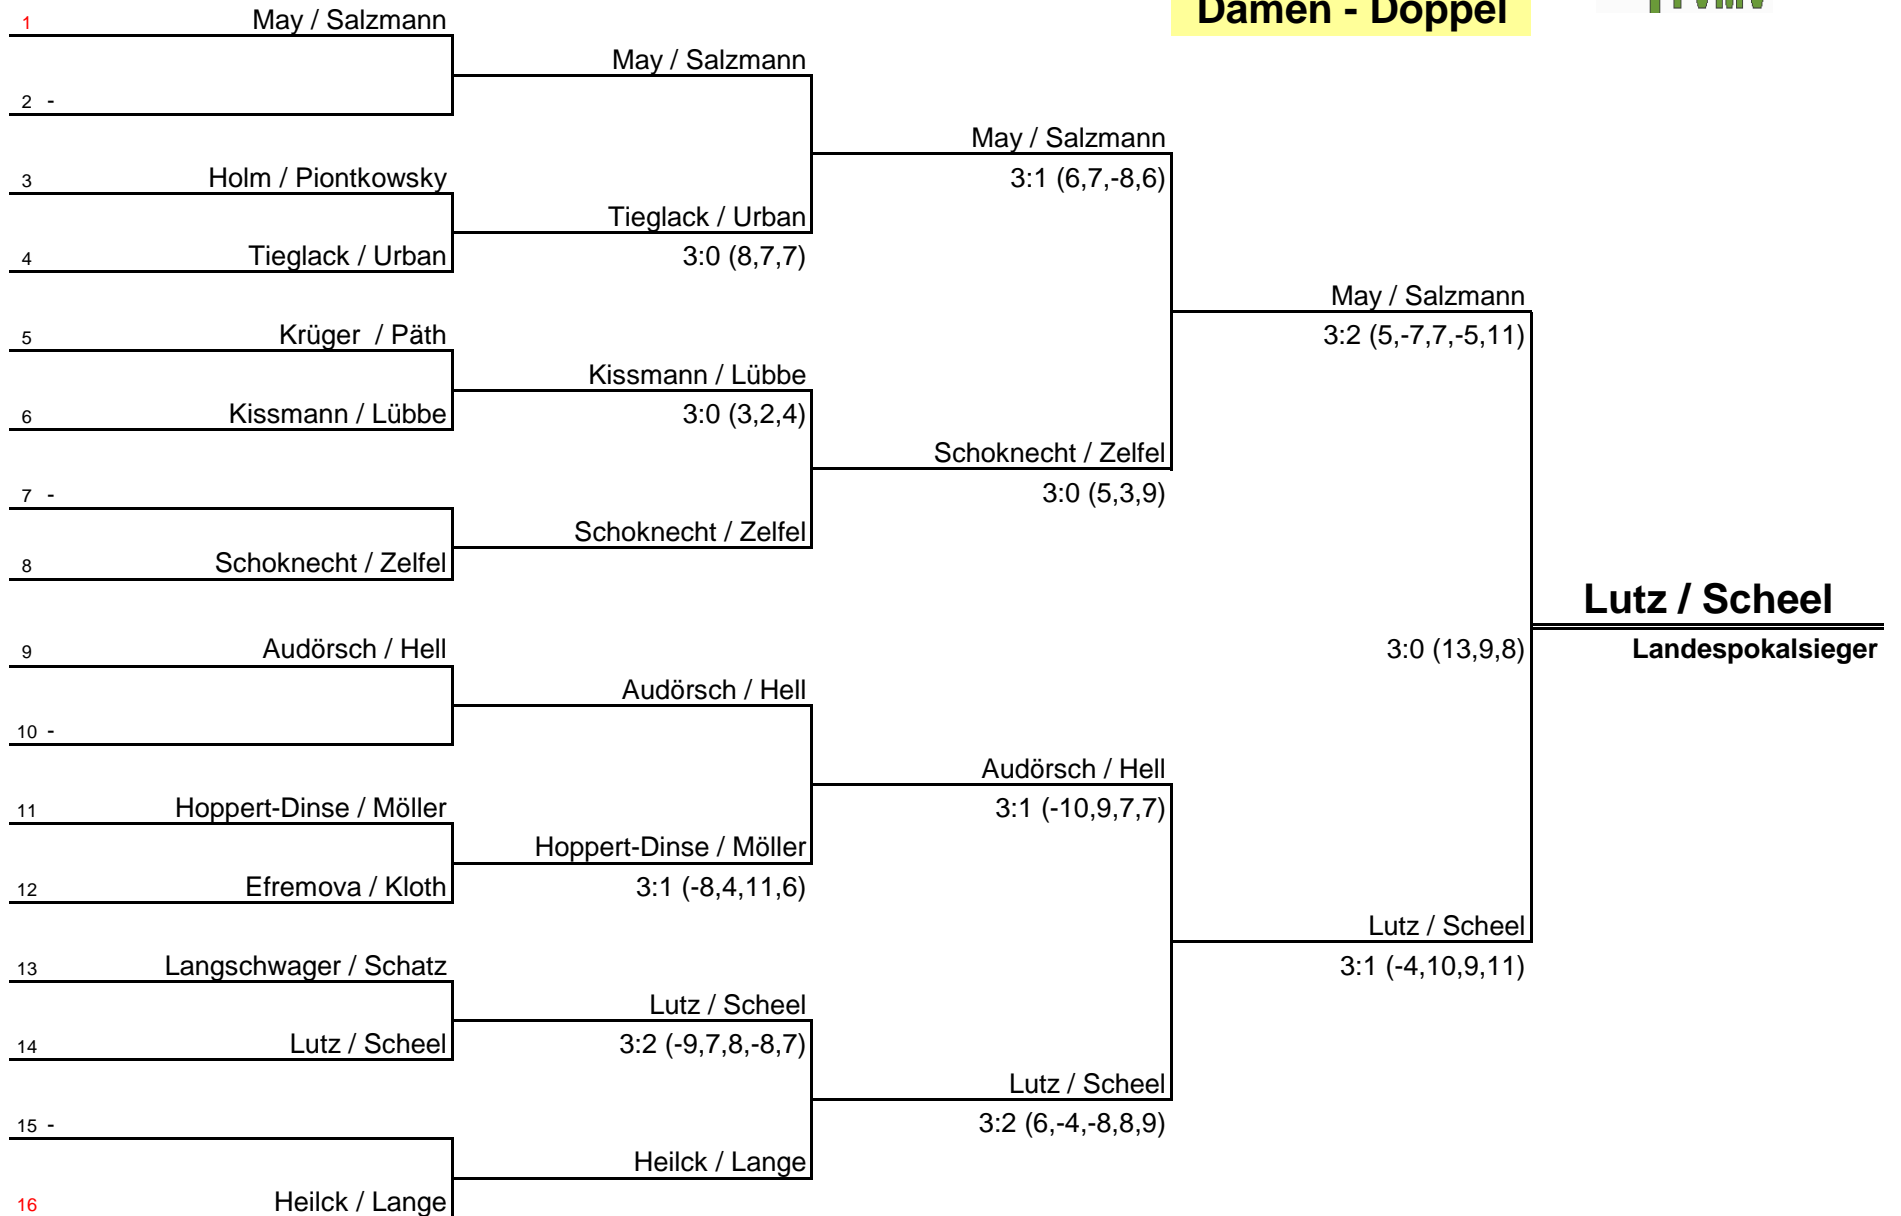 Damen - Doppel
1 May / Salzmann
May / Salzmann
2 -
May / Salzmann
3 Holm / Piontkowsky
3:1 (6,7,-8,6)
Tieglack / Urban
4 Tieglack / Urban
3:0 (8,7,7)
May / Salzmann
5 Krüger / Päth
3:2 (5,-7,7,-5,11)
Kissmann / Lübbe
6 Kissmann / Lübbe
3:0 (3,2,4)
Schoknecht / Zelfel
7 -
3:0 (5,3,9)
Schoknecht / Zelfel
8 Schoknecht / Zelfel
Lutz / Scheel
9 Audörsch / Hell
3:0 (13,9,8)
Landespokalsieger
Audörsch / Hell
10 -
Audörsch / Hell
11 Hoppert-Dinse / Möller
3:1 (-10,9,7,7)
Hoppert-Dinse / Möller
12 Efremova / Kloth
3:1 (-8,4,11,6)
Lutz / Scheel
13 Langschwager / Schatz
3:1 (-4,10,9,11)
Lutz / Scheel
14 Lutz / Scheel
3:2 (-9,7,8,-8,7)
Lutz / Scheel
15 -
3:2 (6,-4,-8,8,9)
Heilck / Lange
16 Heilck / Lange